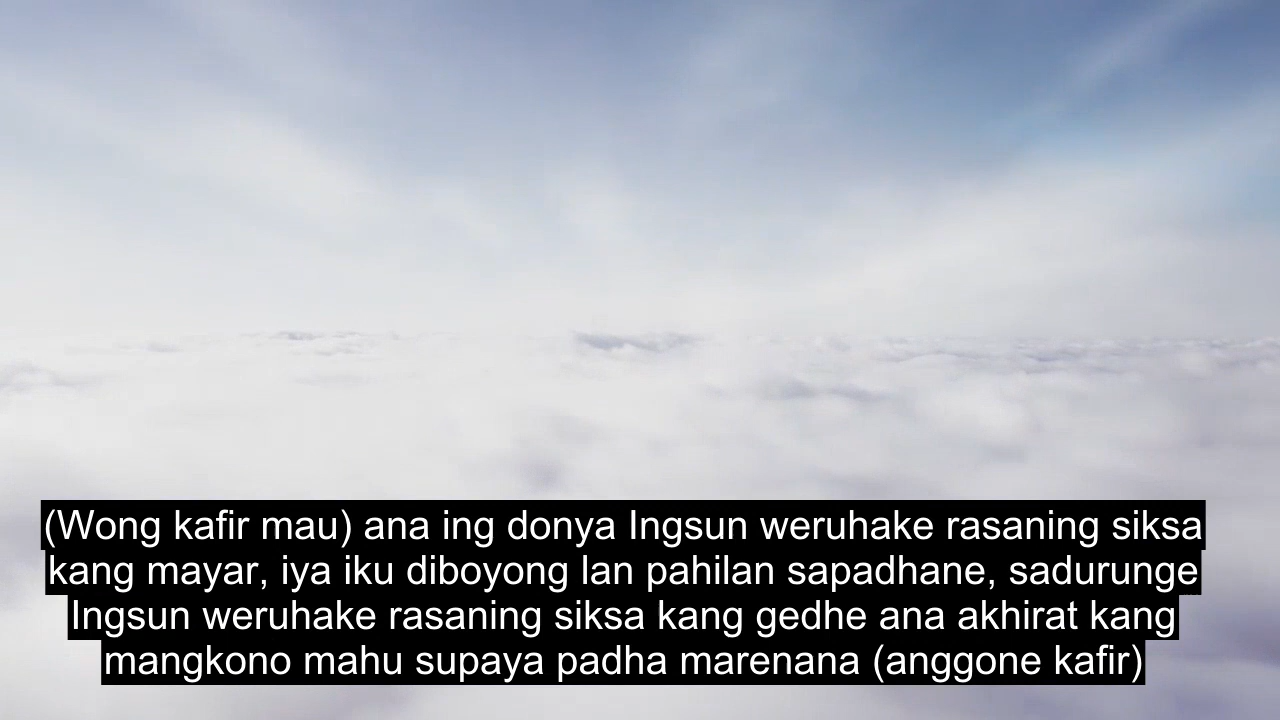 (Wong kafir mau) ana ing donya Ingsun weruhake rasaning siksa
kang mayar, iya iku diboyong lan pahilan sapadhane, sadurunge
Ingsun weruhake rasaning siksa kang gedhe ana akhirat kang
mangkono mahu supaya padha marenana (anggone kafir)